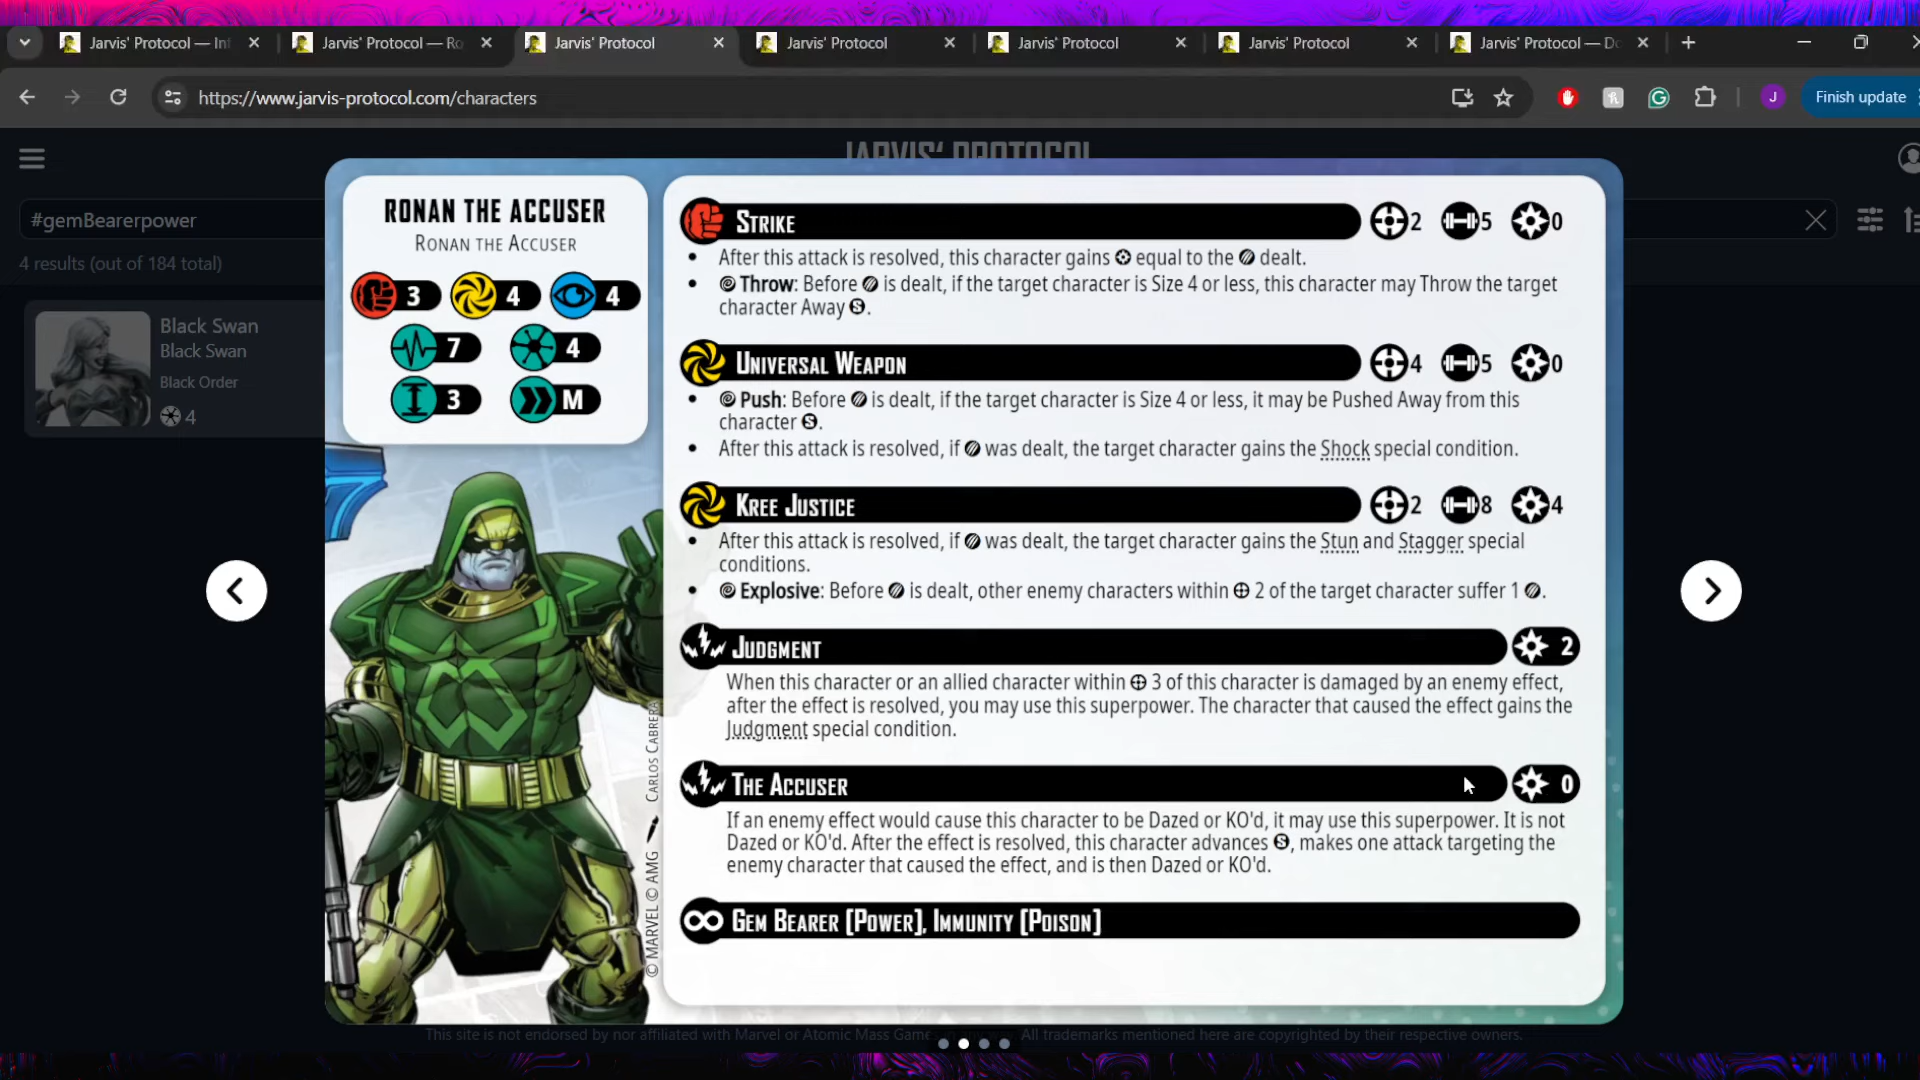 Jarvis' Protocol — Int
Jarvis' Protocol — Ro
Jarvis' Protocol
Jarvis' Protocol
Jarvis' Protocol
Jarvis' Protocol
Jarvis' Protocol — Do
https://www.jarvis-protocol.com/characters
J
Finish update
JARVIS' PROTOCOL
#gemBearerpower
4 results (out of 184 total)
Black Swan
Black Swan
Black Order
4
RONAN THE ACCUSER
RONAN THE ACCUSER
3 4 4
7 4
3 M
STRIKE 2 5 0
• After this attack is resolved, this character gains equal to the dealt.
• Throw: Before is dealt, if the target character is Size 4 or less, this character may Throw the target
character Away S.
UNIVERSAL WEAPON 4 5 0
• Push: Before is dealt, if the target character is Size 4 or less, it may be Pushed Away from this
character S.
• After this attack is resolved, if was dealt, the target character gains the Shock special condition.
KREE JUSTICE 2 8 4
• After this attack is resolved, if was dealt, the target character gains the Stun and Stagger special
conditions.
• Explosive: Before is dealt, other enemy characters within 2 of the target character suffer 1 .
JUDGMENT 2
When this character or an allied character within 3 of this character is damaged by an enemy effect,
after the effect is resolved, you may use this superpower. The character that caused the effect gains the
Judgment special condition.
THE ACCUSER 0
If an enemy effect would cause this character to be Dazed or KO'd, it may use this superpower. It is not
Dazed or KO'd. After the effect is resolved, this character advances S, makes one attack targeting the
enemy character that caused the effect, and is then Dazed or KO'd.
GEM BEARER [POWER], IMMUNITY [POISON]
© MARVEL © AMG CARLOS CABRERA
This site is not endorsed by nor affiliated with Marvel or Atomic Mass Game All trademarks mentioned here are copyrighted by their respective owners.